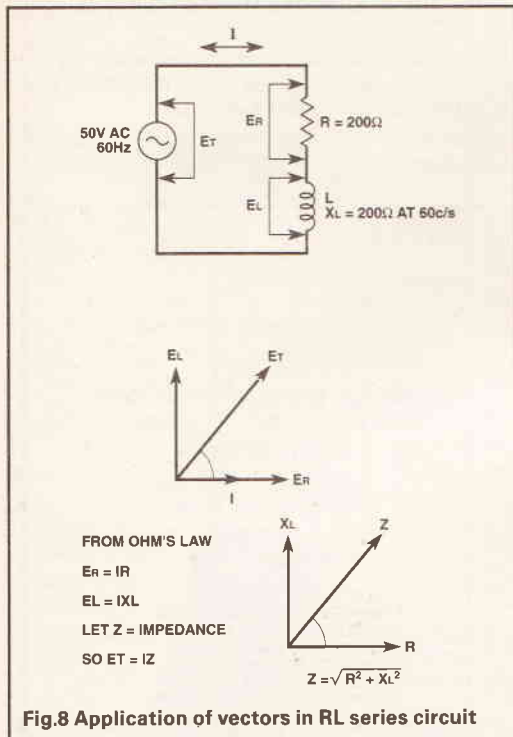 I
50V AC
60Hz
ET
ER
R = 200Ω
EL
L
XL = 200Ω AT 60c/s
EL
ET
ER
I
FROM OHM'S LAW
ER = IR
EL = IXL
LET Z = IMPEDANCE
SO ET = IZ
XL
Z
R
Z = √R² + XL²
Fig.8 Application of vectors in RL series circuit